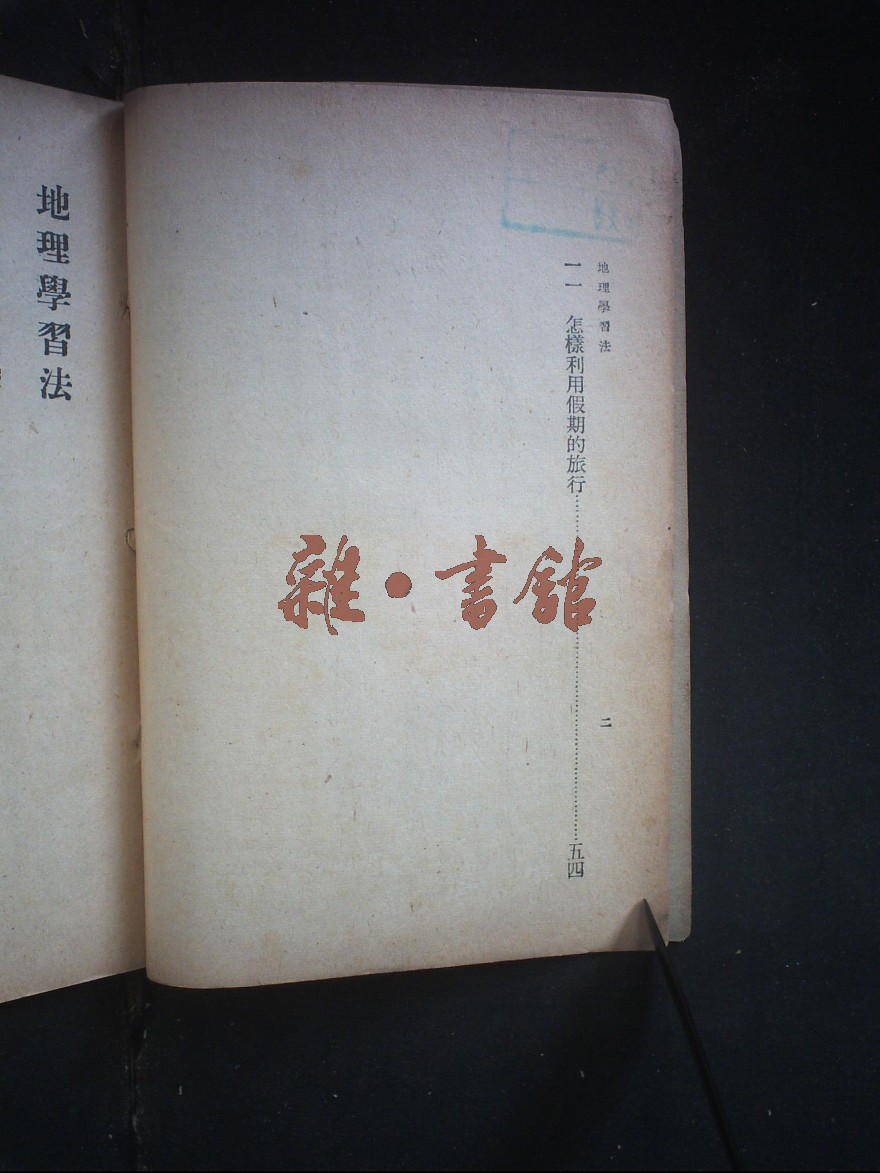 地理學習法
一一　怎樣利用假期的旅行…………五四
二
雜•書館
地理學習法